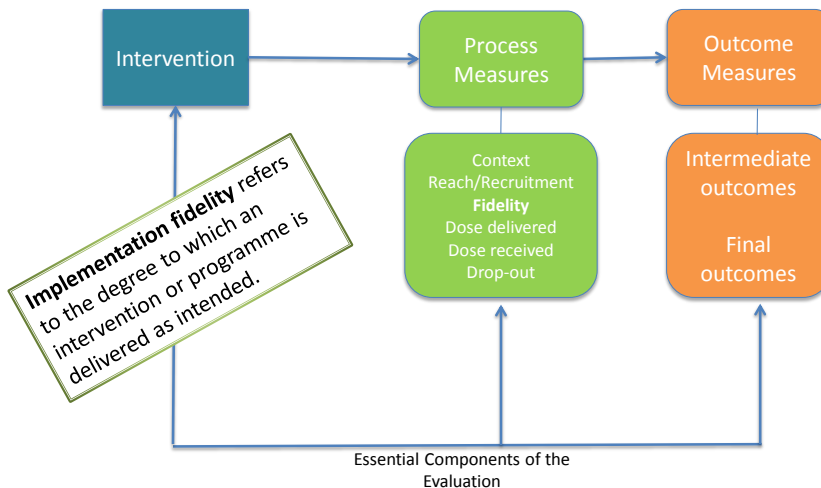 Intervention
Process
Measures
Outcome
Measures
Implementation fidelity refers
to the degree to which an
intervention or programme is
delivered as intended.
Context
Reach/Recruitment
Fidelity
Dose delivered
Dose received
Drop-out
Intermediate
outcomes
Final
outcomes
Essential Components of the
Evaluation